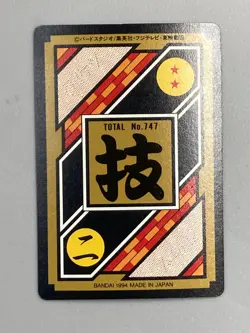 ©バードスタジオ/集英社・フジテレビ・東映動画
TOTAL No.747
技
二
BANDAI 1994 MADE IN JAPAN